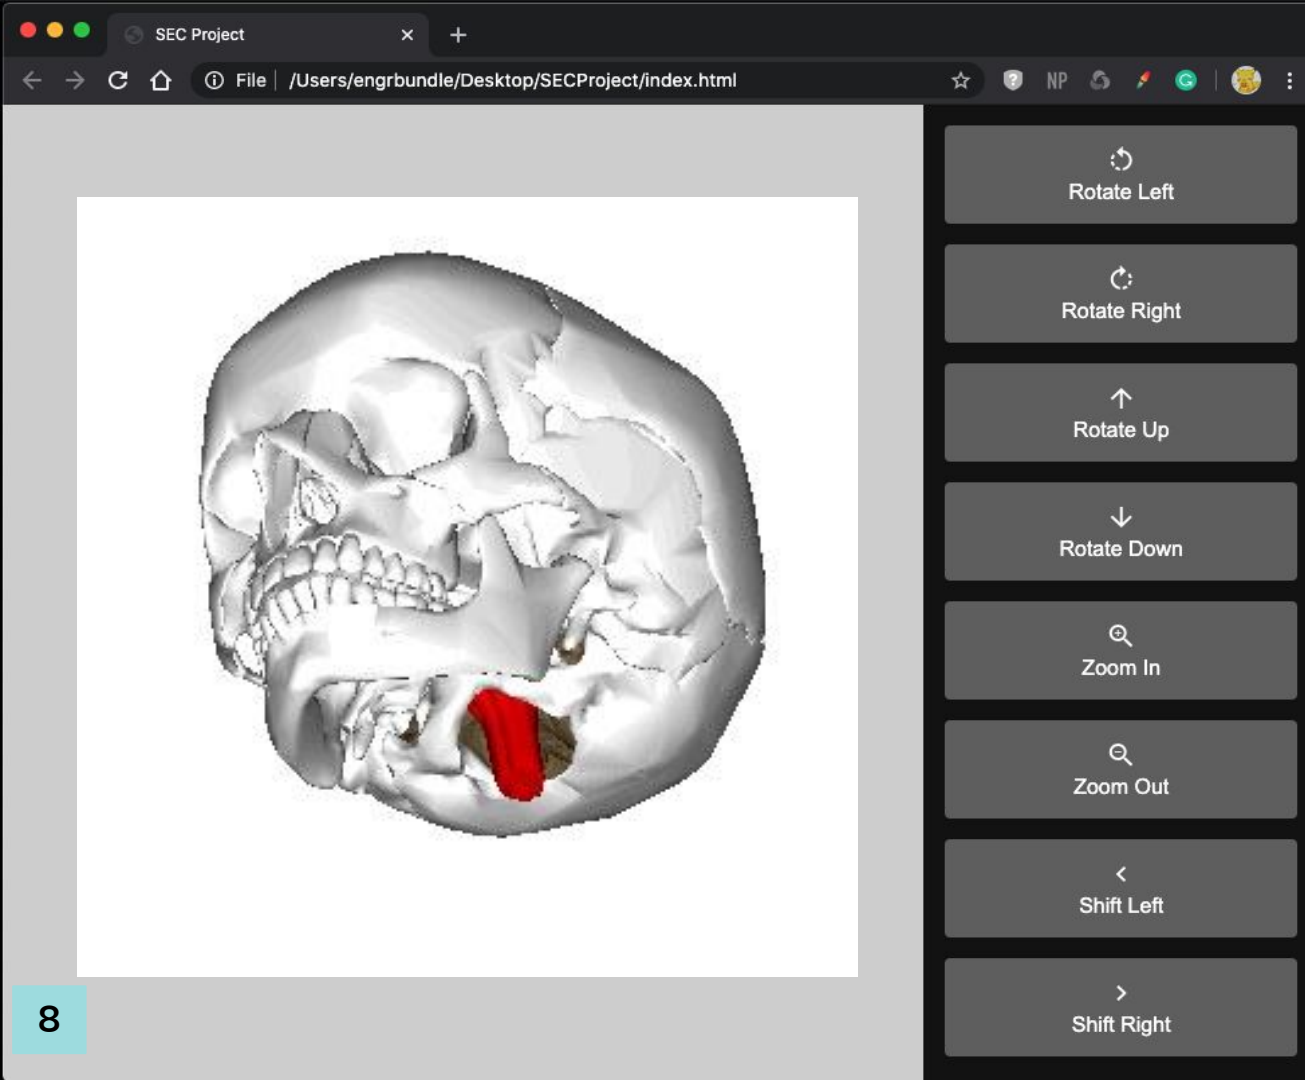 SEC Project
File
/Users/engrbundle/Desktop/SECProject/index.html
NP
Rotate Left
Rotate Right
Rotate Up
Rotate Down
Zoom In
Zoom Out
Shift Left
Shift Right
8